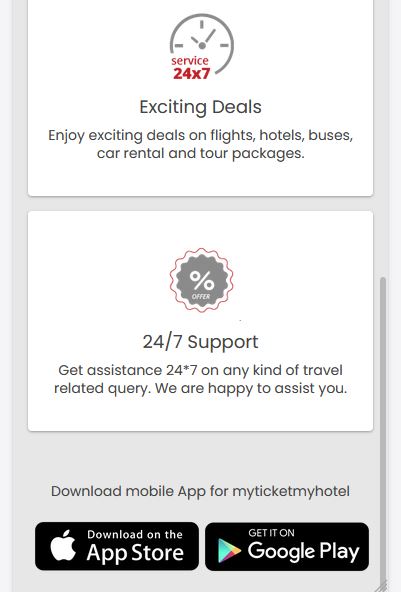 service
24x7
Exciting Deals
Enjoy exciting deals on flights, hotels, buses,
car rental and tour packages.
%
OFFER
24/7 Support
Get assistance 24*7 on any kind of travel
related query. We are happy to assist you.
Download mobile App for myticketmyhotel
Download on the
App Store
GET IT ON
Google Play